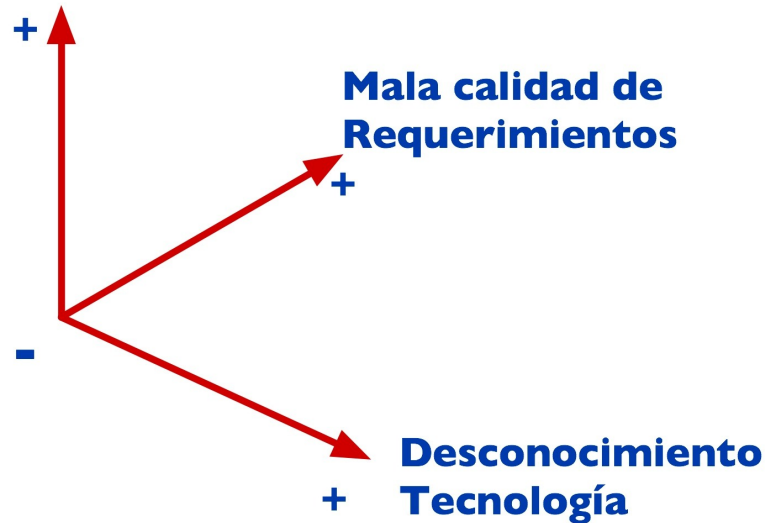 +
Mala calidad de
Requerimientos
+
-
Desconocimiento
+ Tecnología